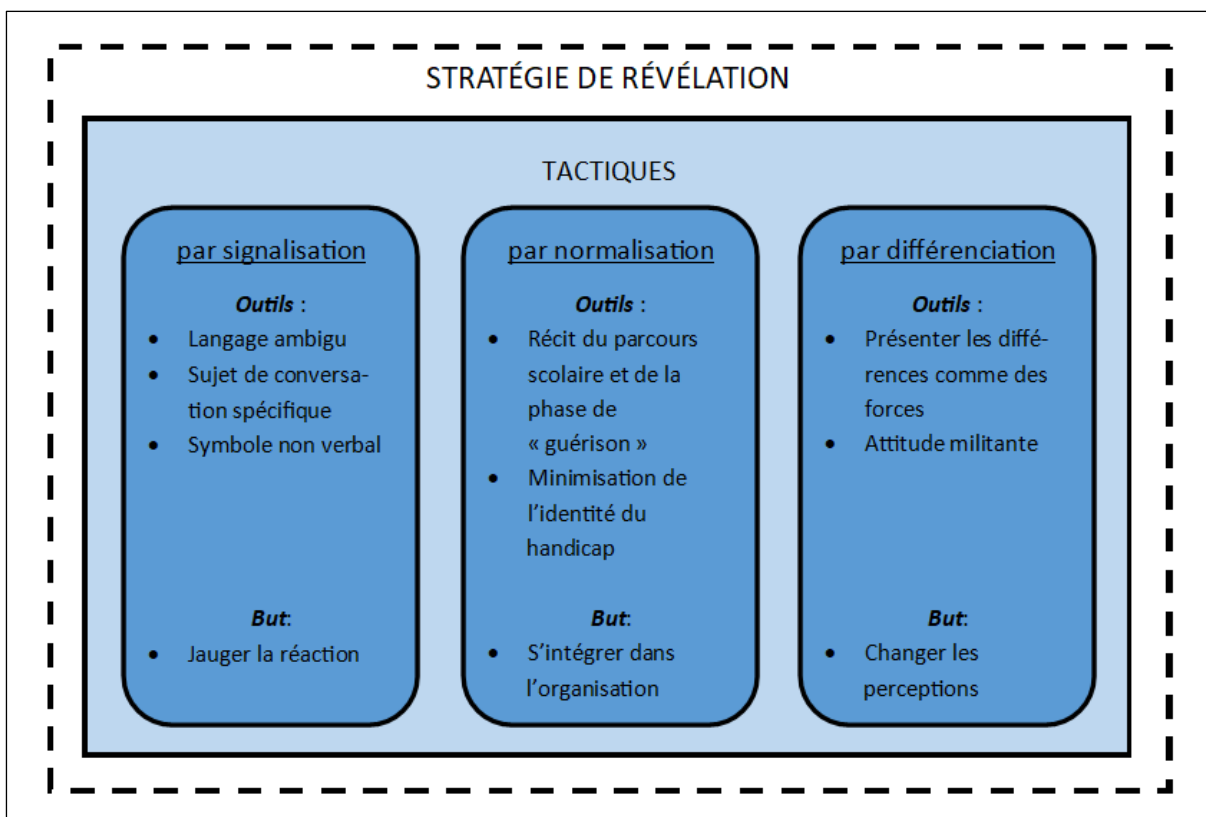 STRATÉGIE DE RÉVÉLATION
TACTIQUES
par signalisation
Outils :
• Langage ambigu
• Sujet de conversa-
tion spécifique
• Symbole non verbal
But:
• Jauger la réaction
par normalisation
Outils :
• Récit du parcours
scolaire et de la
phase de
« guérison »
• Minimisation de
l'identité du
handicap
But:
• S'intégrer dans
l'organisation
par différenciation
Outils :
• Présenter les diffé-
rences comme des
forces
• Attitude militante
But:
• Changer les
perceptions